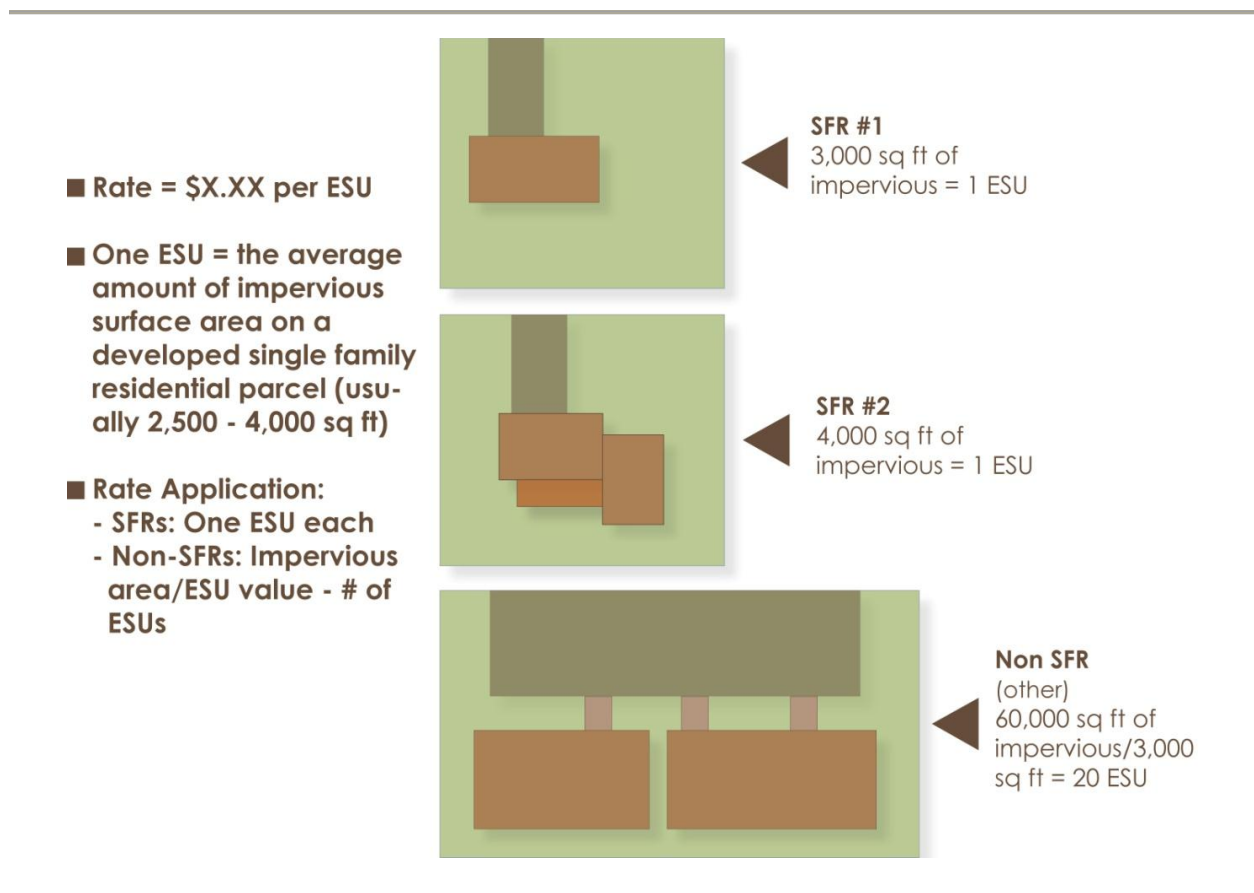 Rate = $X.XX per ESU
One ESU = the average
amount of impervious
surface area on a
developed single family
residential parcel (usu-
ally 2,500 - 4,000 sq ft)
Rate Application:
- SFRs: One ESU each
- Non-SFRs: Impervious
area/ESU value - # of
ESUs
SFR #1
3,000 sq ft of
impervious = 1 ESU
SFR #2
4,000 sq ft of
impervious = 1 ESU
Non SFR
(other)
60,000 sq ft of
impervious/3,000
sq ft = 20 ESU